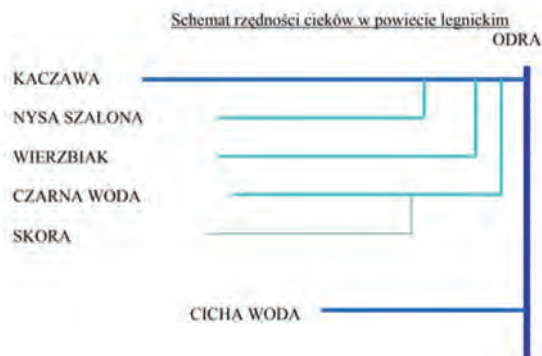 Schemat rzędności cieków w powiecie legnickim
ODRA
KACZAWA
NYSA SZALONA
WIERZBIAK
CZARNA WODA
SKORA
CICHA WODA